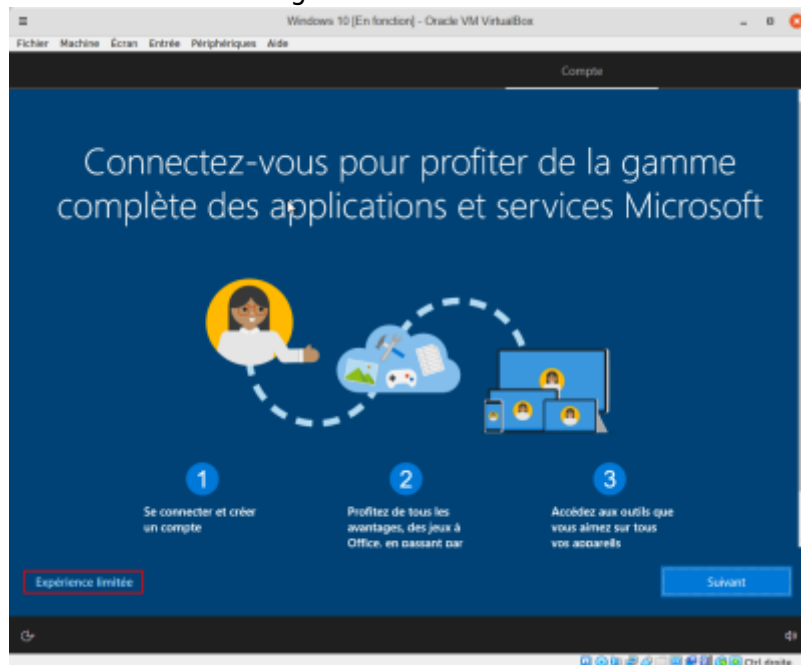 Windows 10 [En fonction] - Oracle VM VirtualBox
Fichier Machine Écran Entrée Périphériques Aide
Compte
Connectez-vous pour profiter de la gamme
complète des applications et services Microsoft
1
Se connecter et créer
un compte
2
Profitez de tous les
avantages, des jeux à
Office, en passant par
3
Accédez aux outils que
vous aimez sur tous
vos appareils
Expérience limitée
Suivant
Ctrl droite